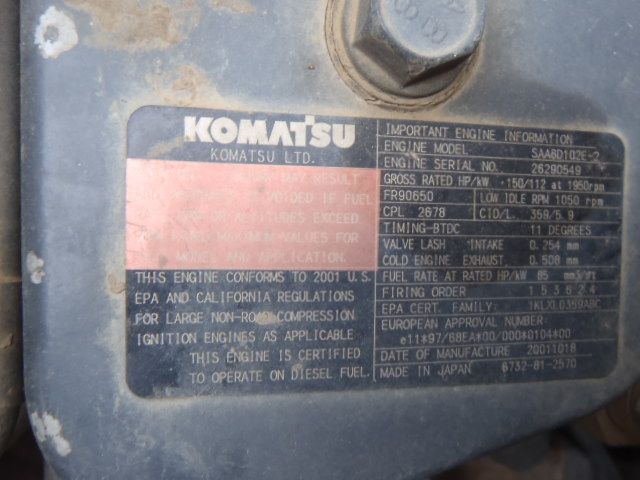 KOMATSU
KOMATSU LTD.
MAY RESULT
VOIDED IF FUEL
OR ALTITUDES EXCEED
MAXIMUM VALUES FOR
MODEL AND APPLICATION.
THIS ENGINE CONFORMS TO 2001 U.S.
EPA AND CALIFORNIA REGULATIONS
FOR LARGE NON-ROAD COMPRESSION
IGNITION ENGINES AS APPLICABLE
THIS ENGINE IS CERTIFIED
TO OPERATE ON DIESEL FUEL.
IMPORTANT ENGINE INFORMATION
ENGINE MODEL SAA6D102E-2
ENGINE SERIAL NO. 26290549
GROSS RATED HP/kW 150/112 at 1950rpm
FR90650 LOW IDLE RPM 1050 rpm
CPL 2678 CID/L. 359/5.9
TIMING-BTDC 11 DEGREES
VALVE LASH INTAKE 0.254 mm
COLD ENGINE EXHAUST. 0.508 mm
FUEL RATE AT RATED HP/kW 85 mm3/st
FIRING ORDER 1 5 3 6 2 4
EPA CERT. FAMILY: 1KLXL0359ABC
EUROPEAN APPROVAL NUMBER
e11*97/68EA*00/000*0104*00
DATE OF MANUFACTURE 20011018
MADE IN JAPAN 6732-81-2570